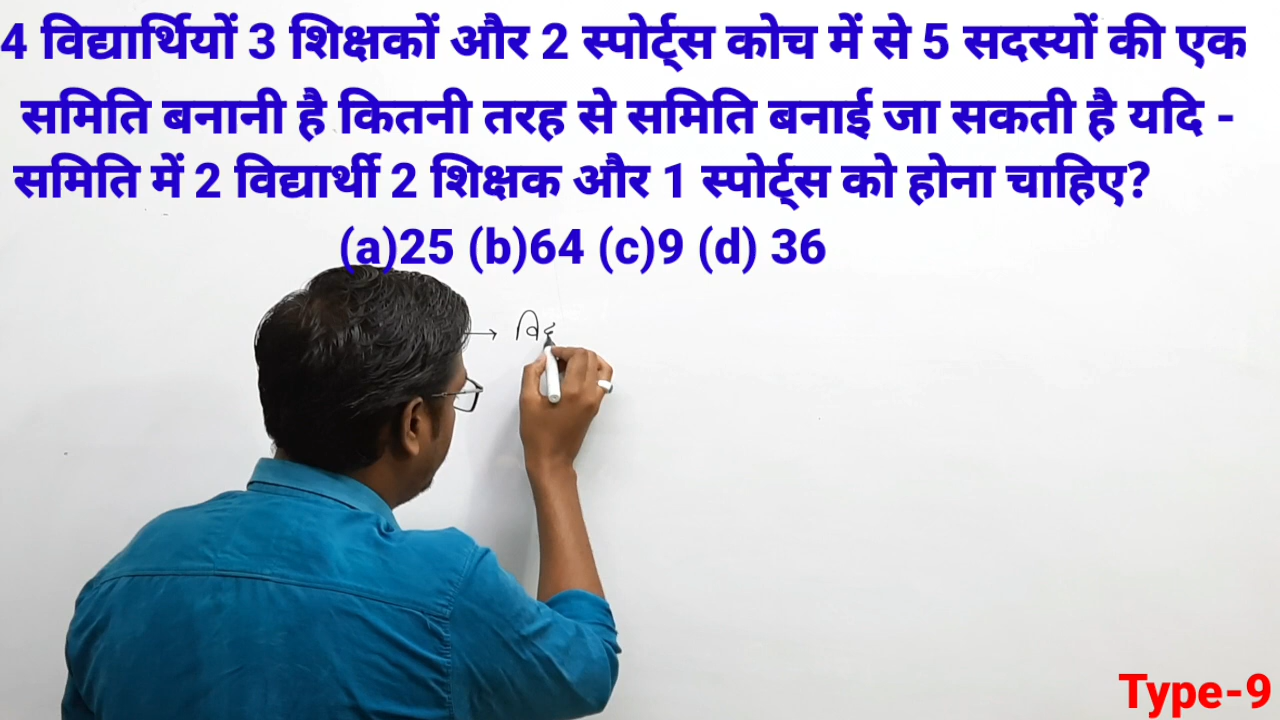 4 विद्यार्थियों 3 शिक्षकों और 2 स्पोर्ट्स कोच में से 5 सदस्यों की एक
समिति बनानी है कितनी तरह से समिति बनाई जा सकती है यदि -
समिति में 2 विद्यार्थी 2 शिक्षक और 1 स्पोर्ट्स को होना चाहिए?
(a)25 (b)64 (c)9 (d) 36
Type-9